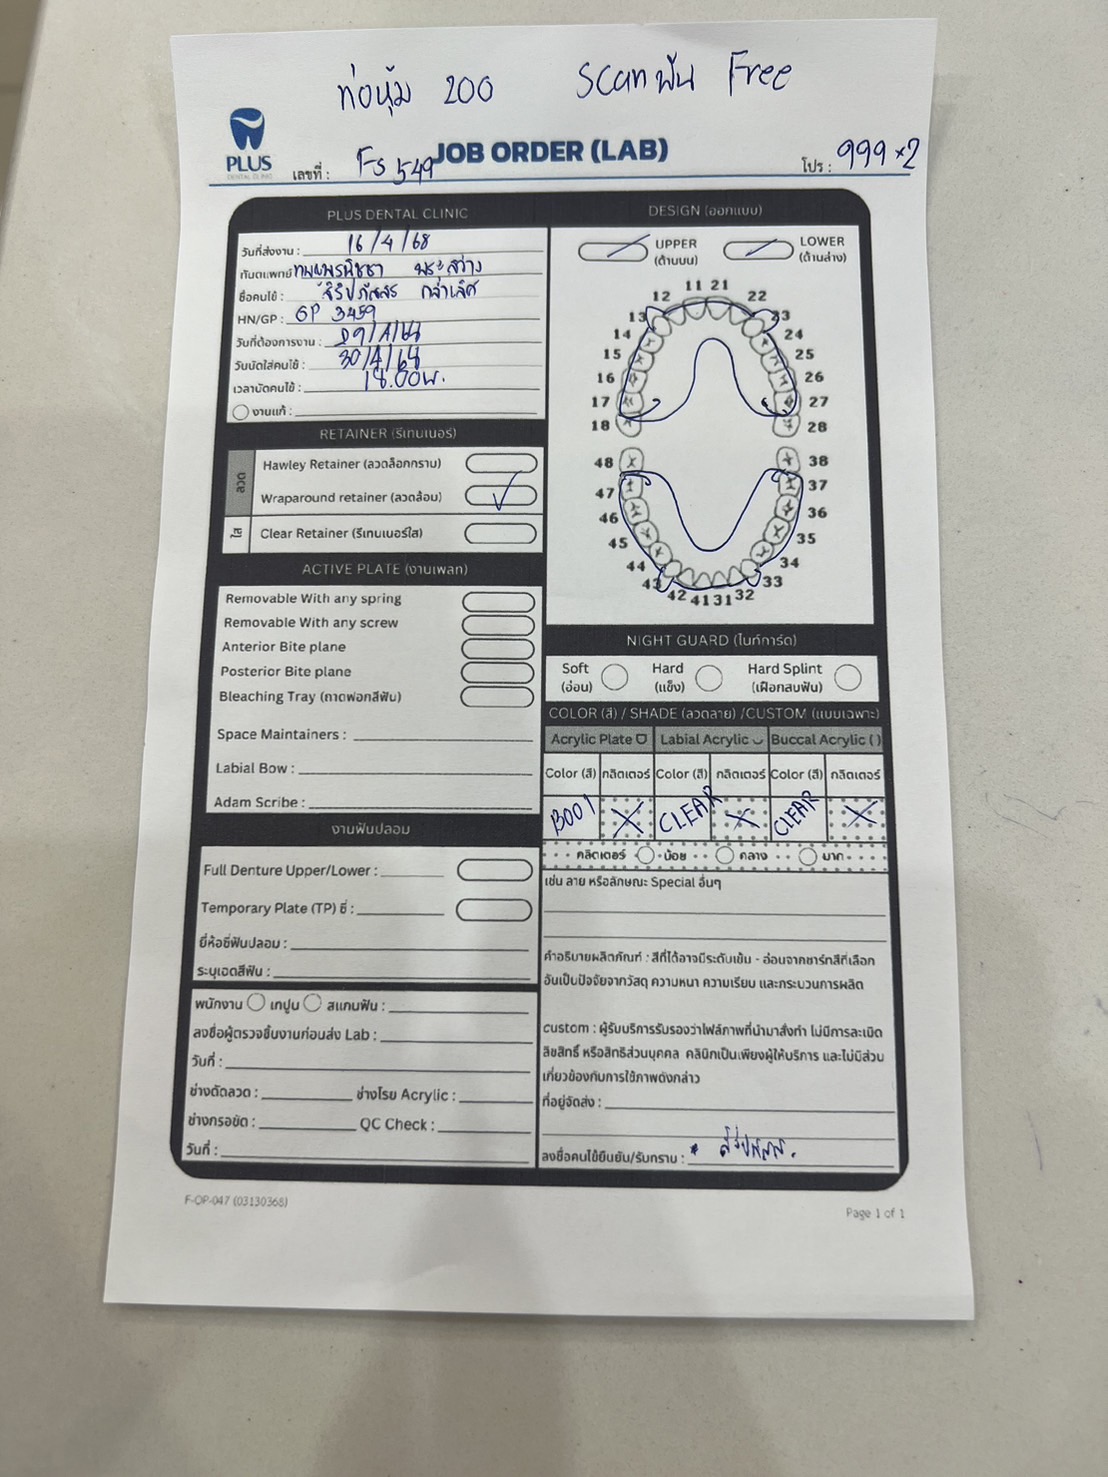 ท่อหุ้ม 200 Scan ฟัน Free
PLUS
DENTAL CLINIC
JOB ORDER (LAB)
เลขที่ : Fs 549
โปร : 999 x2
PLUS DENTAL CLINIC
วันที่ส่งงาน : 16/4/68
ทันตแพทย์
ชื่อคนไข้ :
HN/GP : GP 3459
วันที่ต้องการงาน : 29/4/68
วันนัดใส่คนไข้ : 30/4/68
เวลานัดคนไข้ : 18.00น.
งานแก้ :
RETAINER (รีเทนเนอร์)
ลวด
Hawley Retainer (ลวดล็อกกราบ)
Wraparound retainer (ลวดล้อม) ✓
ใส
Clear Retainer (รีเทนเนอร์ใส)
ACTIVE PLATE (งานเพลท)
Removable With any spring
Removable With any screw
Anterior Bite plane
Posterior Bite plane
Bleaching Tray (ถาดฟอกสีฟัน)
Space Maintainers :
Labial Bow :
Adam Scribe :
งานฟันปลอม
Full Denture Upper/Lower :
Temporary Plate (TP) ซี่ :
ยี่ห้อซี่ฟันปลอม :
ระบุเฉดสีฟัน :
พนักงาน เทปูน สแกนฟัน :
ลงชื่อผู้ตรวจชิ้นงานก่อนส่ง Lab :
วันที่ :
ช่างดัดลวด : ช่างโรย Acrylic :
ช่างกรอขัด : QC Check :
วันที่ :
DESIGN (ออกแบบ)
UPPER (ด้านบน)
LOWER (ด้านล่าง)
11 21
12 22
13 23
14 24
15 25
16 26
17 27
18 28
48 38
47 37
46 36
45 35
44 34
43 33
42 41 31 32
NIGHT GUARD (ไนท์การ์ด)
Soft (อ่อน)
Hard (แข็ง)
Hard Splint (เฝือกสบฟัน)
COLOR (สี) / SHADE (ลวดลาย) /CUSTOM (แบบเฉพาะ)
Acrylic Plate Labial Acrylic Buccal Acrylic ( )
Color (สี) กลิตเตอร์ Color (สี) กลิตเตอร์ Color (สี) กลิตเตอร์
B001 X CLEAR X CLEAR X
กลิตเตอร์ น้อย กลาง มาก
เช่น ลาย หรือลักษณะ Special อื่นๆ
คำอธิบายผลิตภัณฑ์ : สีที่ได้อาจมีระดับเข้ม - อ่อนจากชาร์ทสีที่เลือก
อันเป็นปัจจัยจากวัสดุ ความหนา ความเรียบ และกระบวนการผลิต
custom : ผู้รับบริการรับรองว่าไฟล์ภาพที่นำมาสั่งทำ ไม่มีการละเมิด
ลิขสิทธิ์ หรือสิทธิส่วนบุคคล คลินิกเป็นเพียงผู้ให้บริการ และไม่มีส่วน
เกี่ยวข้องกับการใช้ภาพดังกล่าว
ที่อยู่จัดส่ง :
ลงชื่อคนไข้ยืนยัน/รับทราบ :
F-OP-047 (03130368)
Page 1 of 1